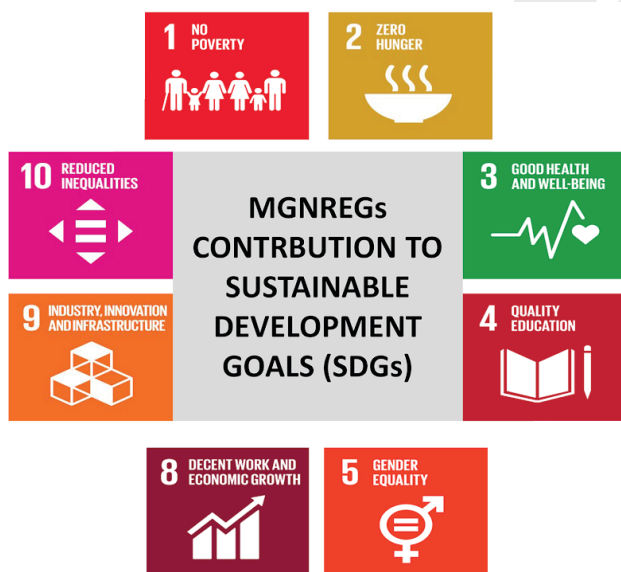 1 NO
POVERTY
2 ZERO
HUNGER
10 REDUCED
INEQUALITIES
3 GOOD HEALTH
AND WELL-BEING
MGNREGs
CONTRBUTION TO
SUSTAINABLE
DEVELOPMENT
GOALS (SDGs)
9 INDUSTRY, INNOVATION
AND INFRASTRUCTURE
4 QUALITY
EDUCATION
8 DECENT WORK AND
ECONOMIC GROWTH
5 GENDER
EQUALITY